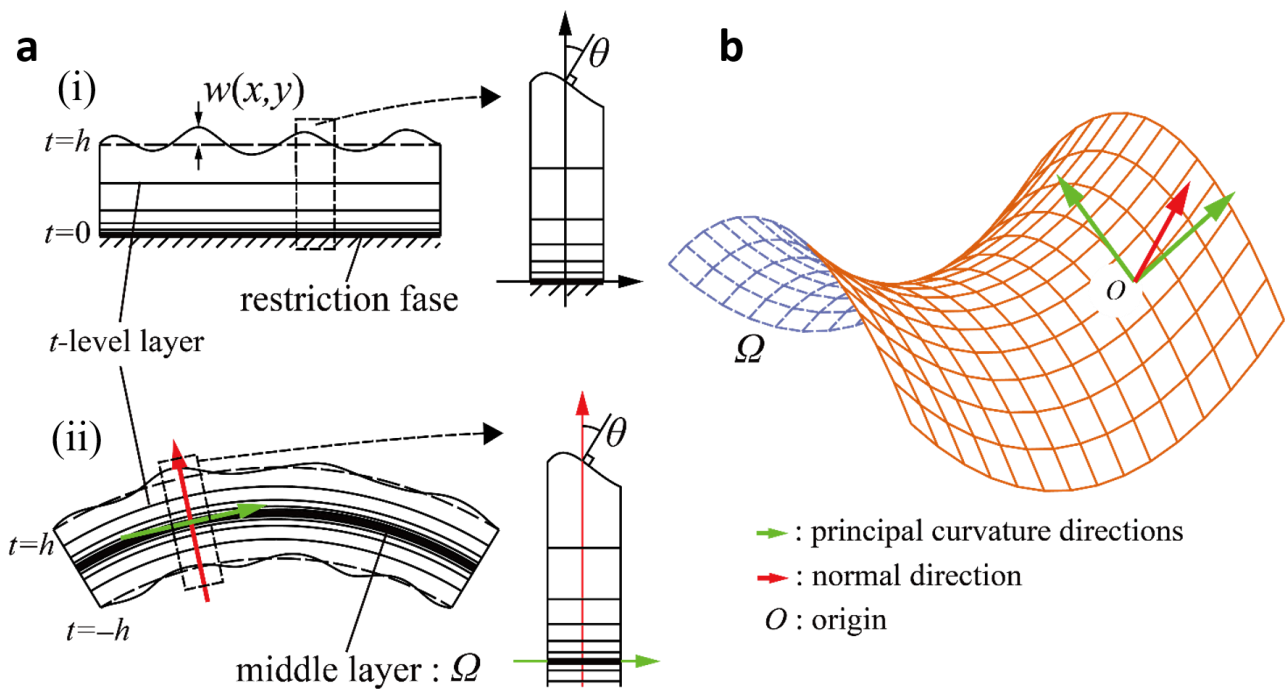 a
(i)
w(x,y)
θ
t=h
t=0
restriction fase
t-level layer
(ii)
θ
t=h
t=–h
middle layer : Ω
b
O
Ω
: principal curvature directions
: normal direction
O : origin